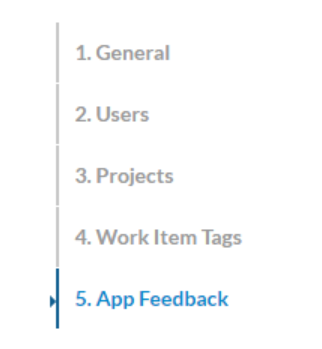 1. General
2. Users
3. Projects
4. Work Item Tags
5. App Feedback